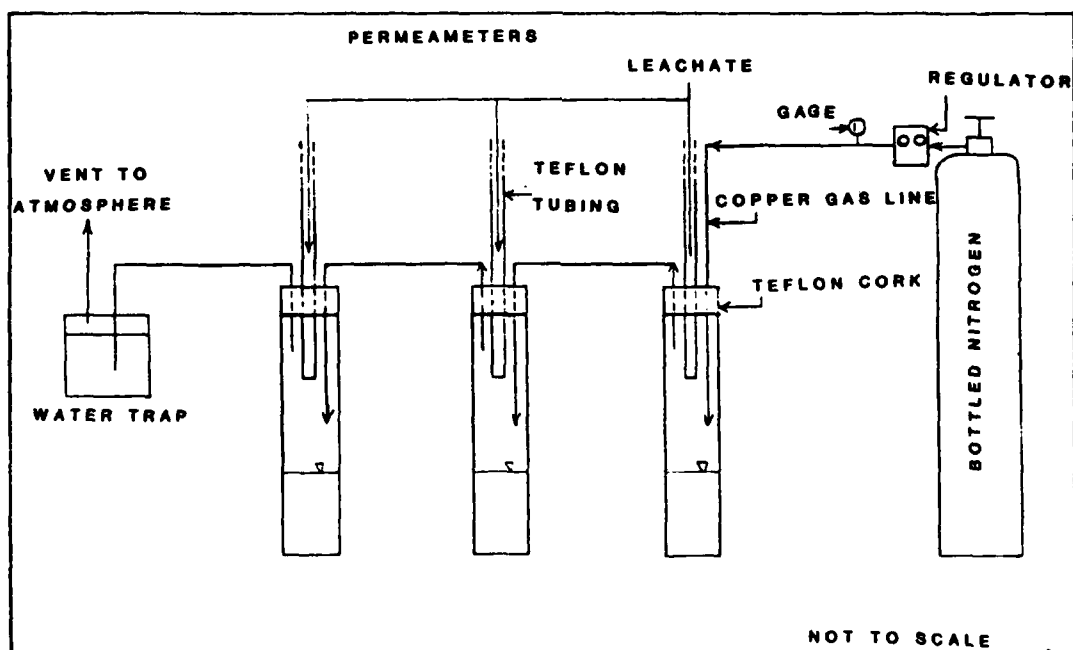 PERMEAMETERS
LEACHATE
REGULATOR
GAGE
TEFLON
TUBING
VENT TO
ATMOSPHERE
COPPER GAS LINE
TEFLON CORK
BOTTLED NITROGEN
WATER TRAP
NOT TO SCALE